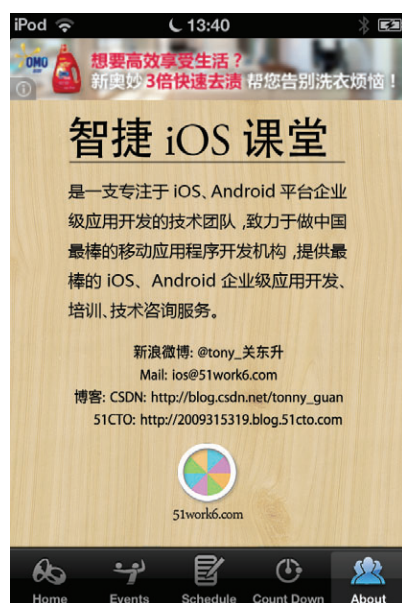 iPod 13:40
OMO
想要高效享受生活？
新奥妙 3倍快速去渍 帮您告别洗衣烦恼！
智捷 iOS 课堂
是一支专注于 iOS、Android 平台企业
级应用开发的技术团队 ,致力于做中国
最棒的移动应用程序开发机构 ,提供最
棒的 iOS、Android 企业级应用开发、
培训、技术咨询服务。
新浪微博: @tony_关东升
Mail: ios@51work6.com
博客: CSDN: http://blog.csdn.net/tonny_guan
51CTO: http://2009315319.blog.51cto.com
51work6.com
Home Events Schedule Count Down About